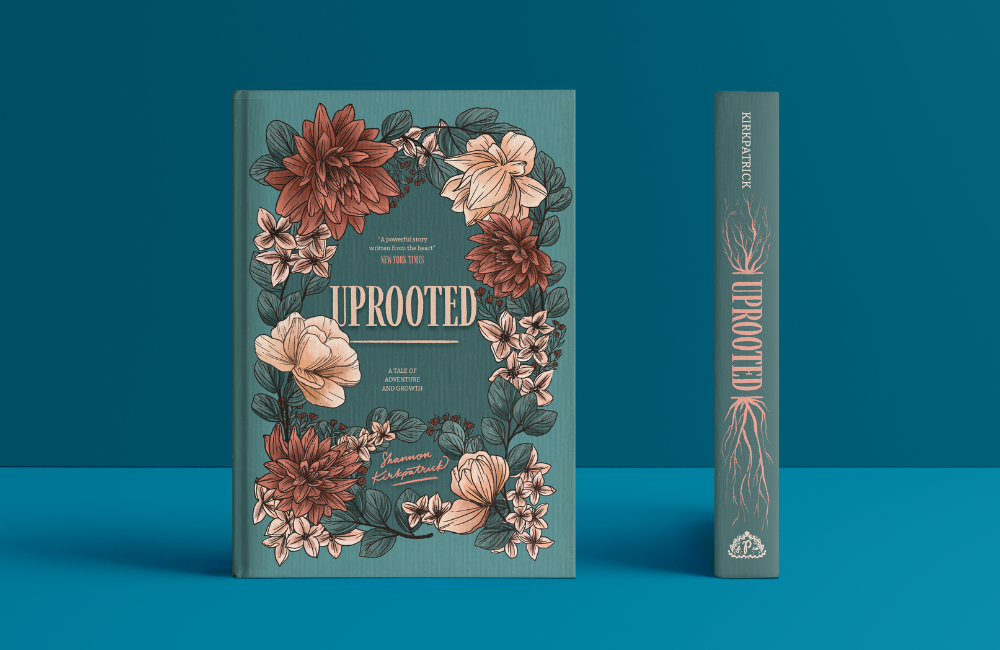 "A powerful story
written from the heart"
NEW YORK TIMES
UPROOTED
A TALE OF
ADVENTURE
AND GROWTH
Shannon
Kirkpatrick
KIRKPATRICK
UPROOTED
P